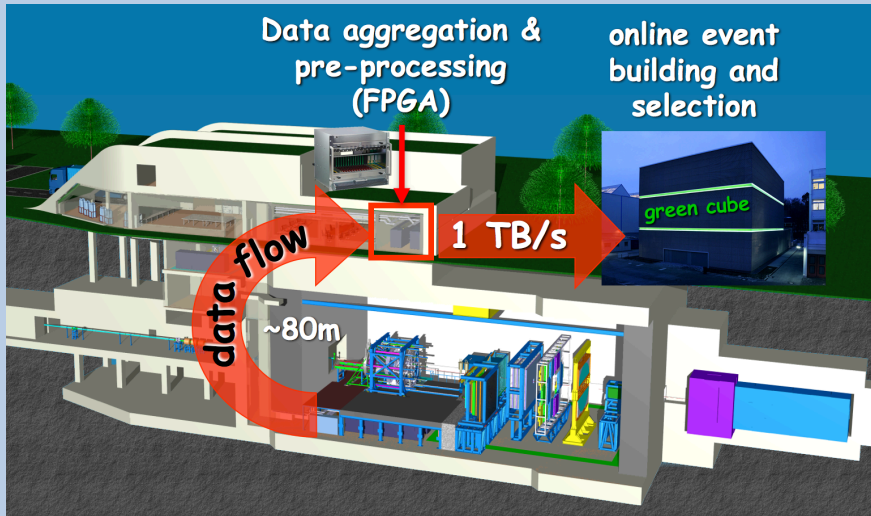 Data aggregation &
pre-processing
(FPGA)
online event
building and
selection
green cube
1 TB/s
data flow
~80m